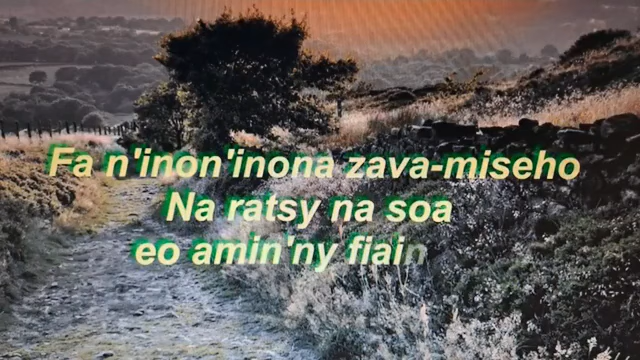 Fa n'inon'inona zava-miseho
Na ratsy na soa
eo amin'ny fiain